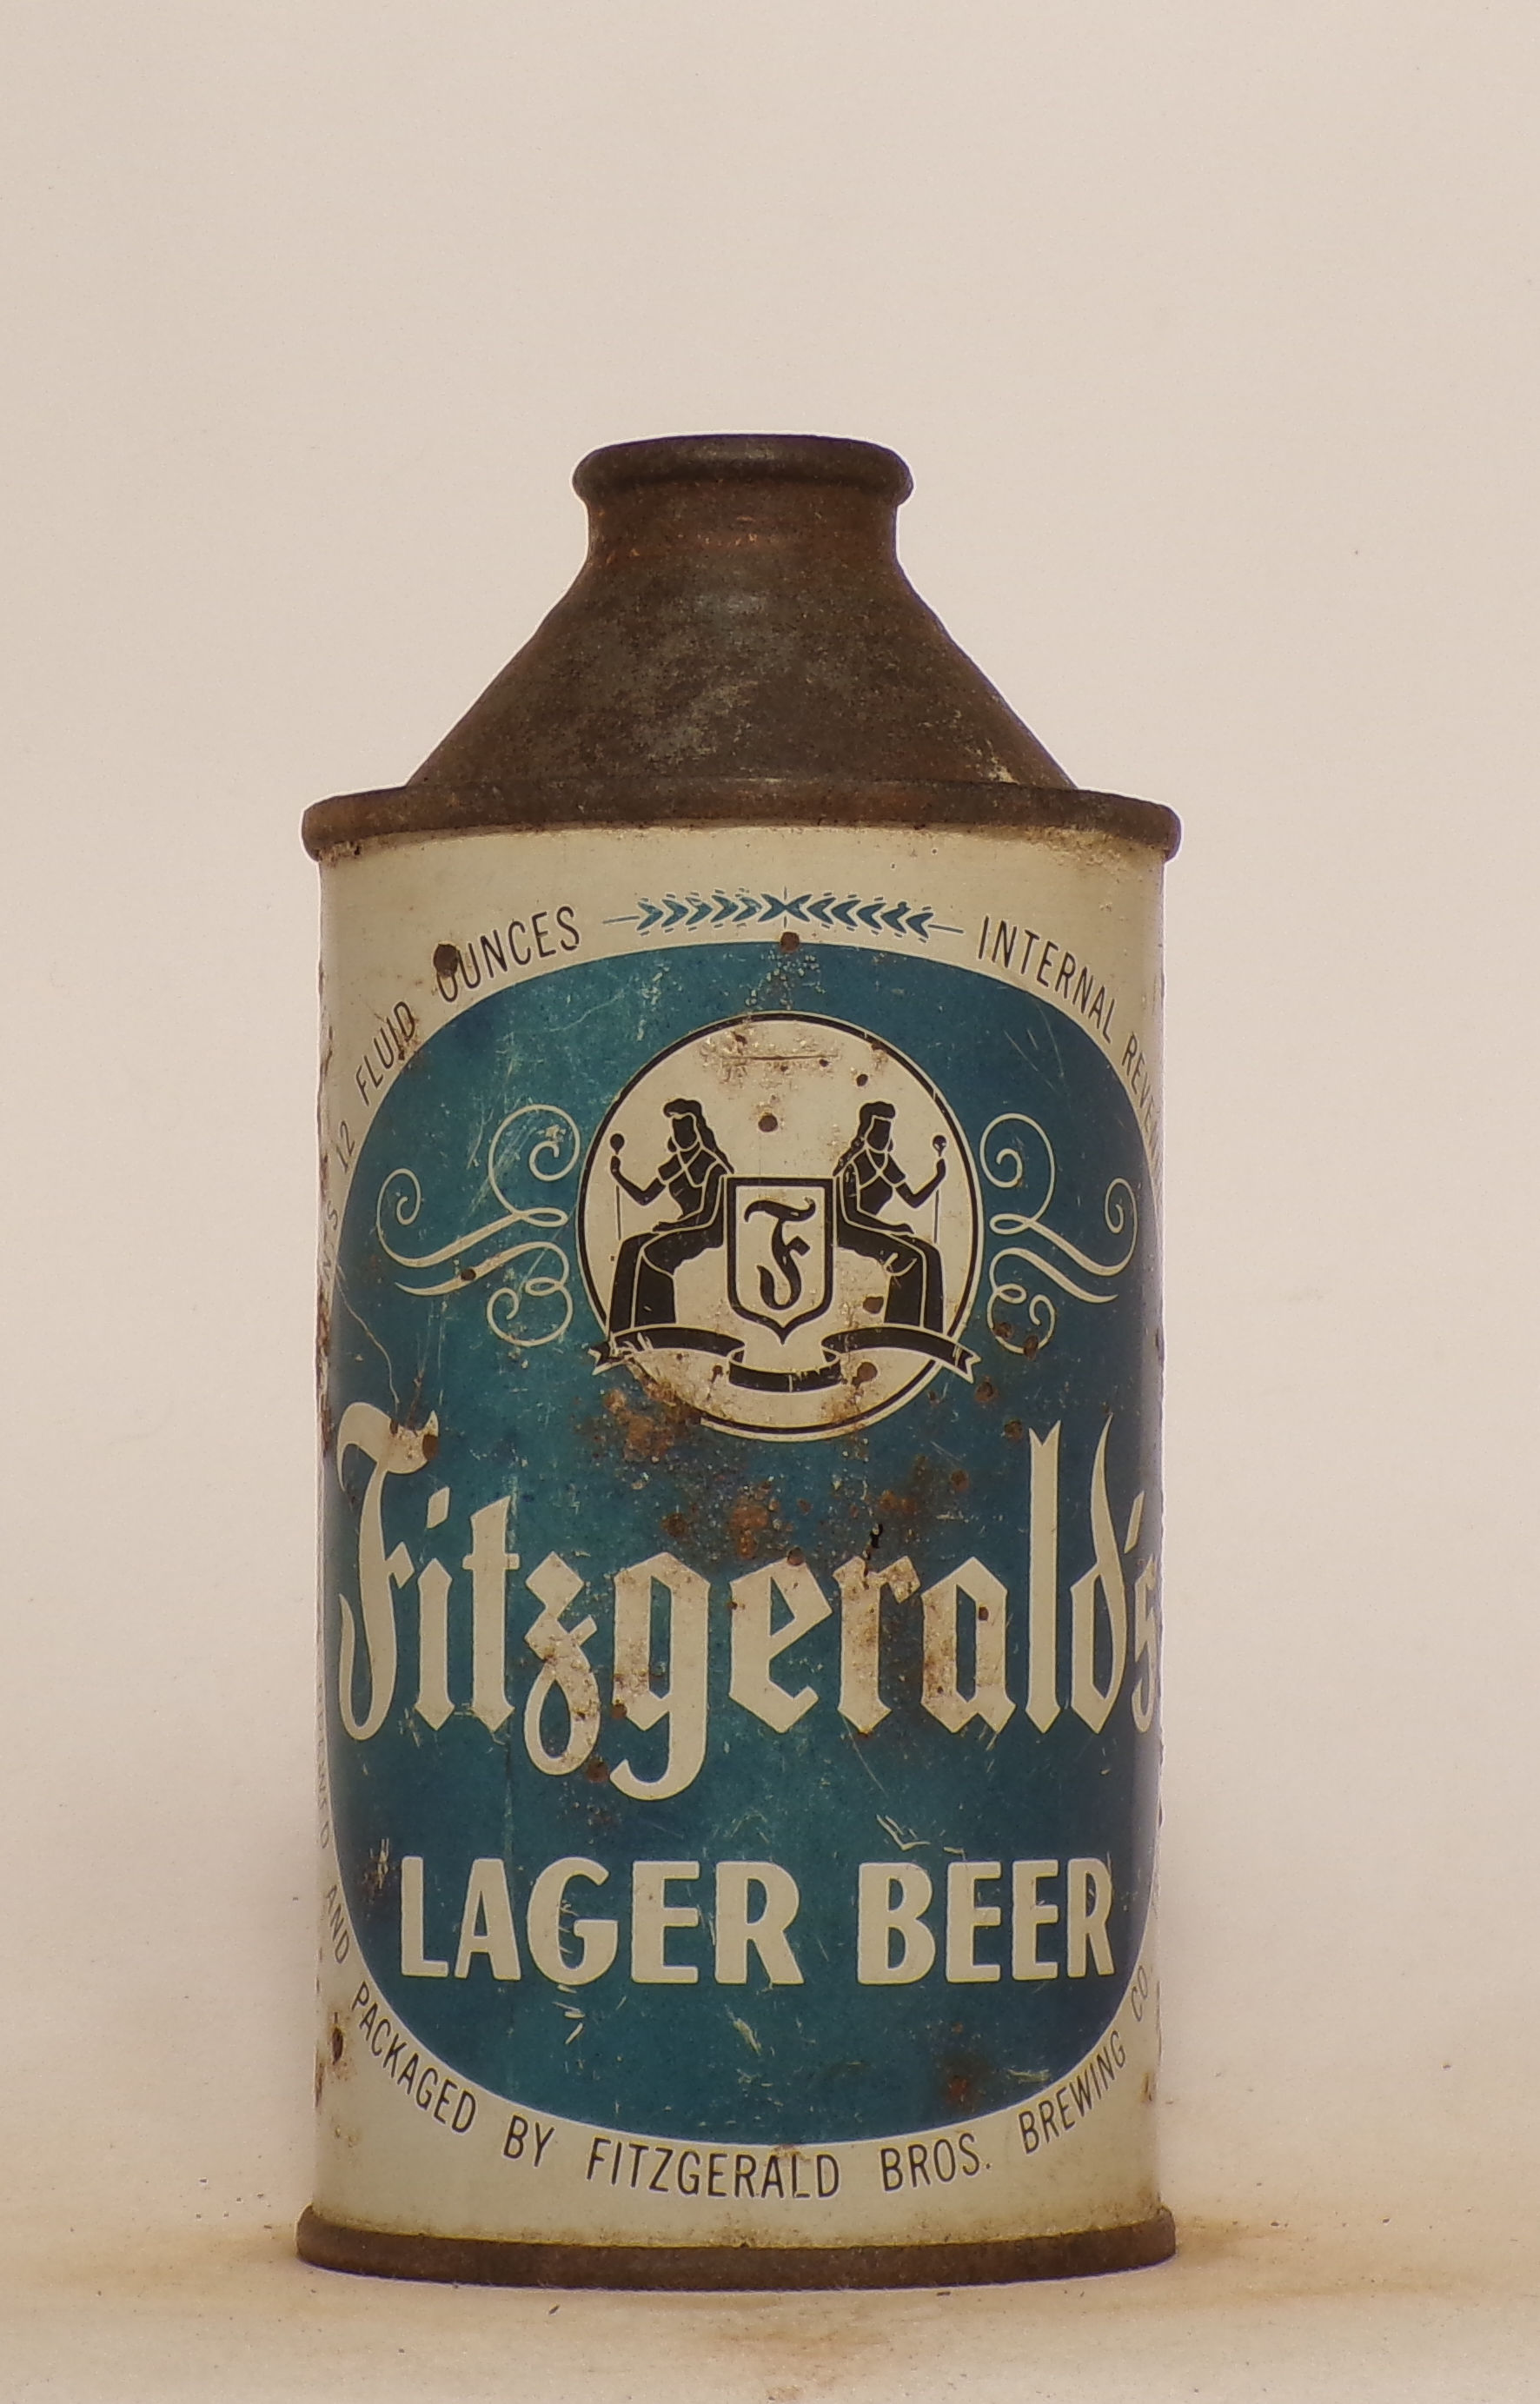 12 FLUID OUNCES
INTERNAL
F
Fitzgerald's
LAGER BEER
AND PACKAGED BY FITZGERALD BROS. BREWING CO.